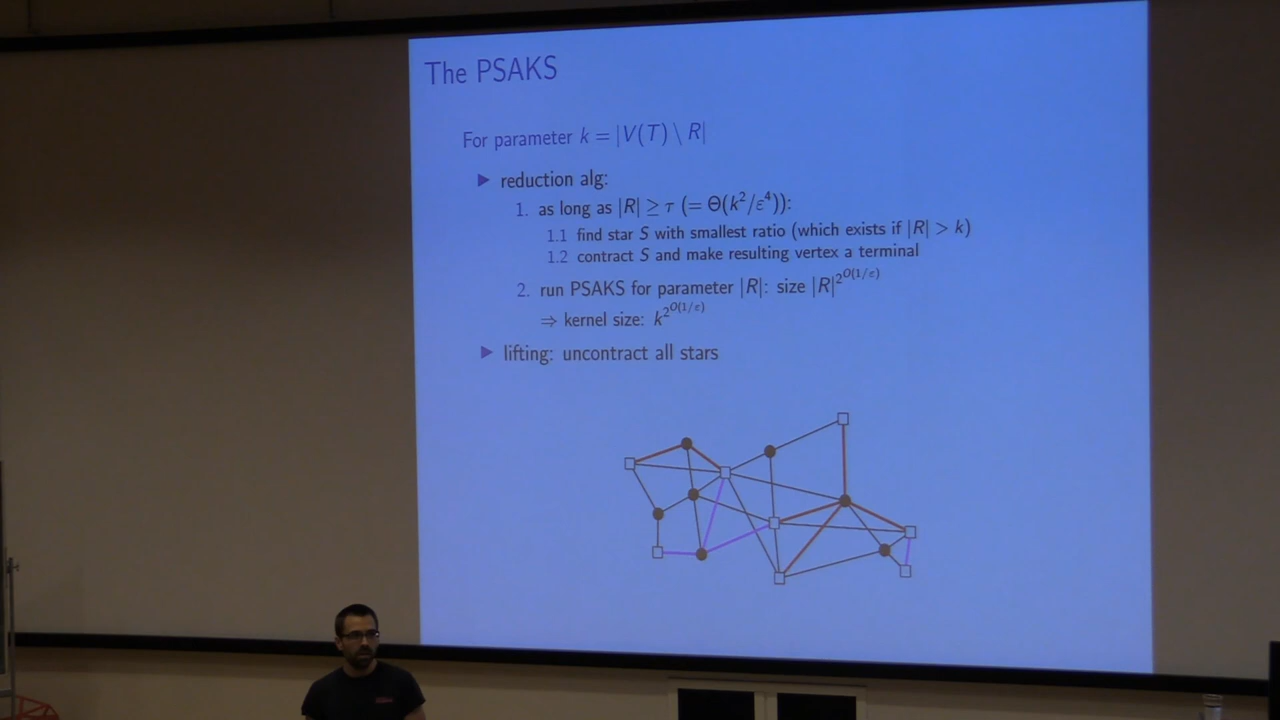 The PSAKS
For parameter k = |V(T) \ R|
▶ reduction alg:
1. as long as |R| ≥ τ (= Θ(k²/ε⁴)):
1.1 find star S with smallest ratio (which exists if |R| > k)
1.2 contract S and make resulting vertex a terminal
2. run PSAKS for parameter |R|: size |R|^2^O(1/ε)
⇒ kernel size: k^2^O(1/ε)
▶ lifting: uncontract all stars